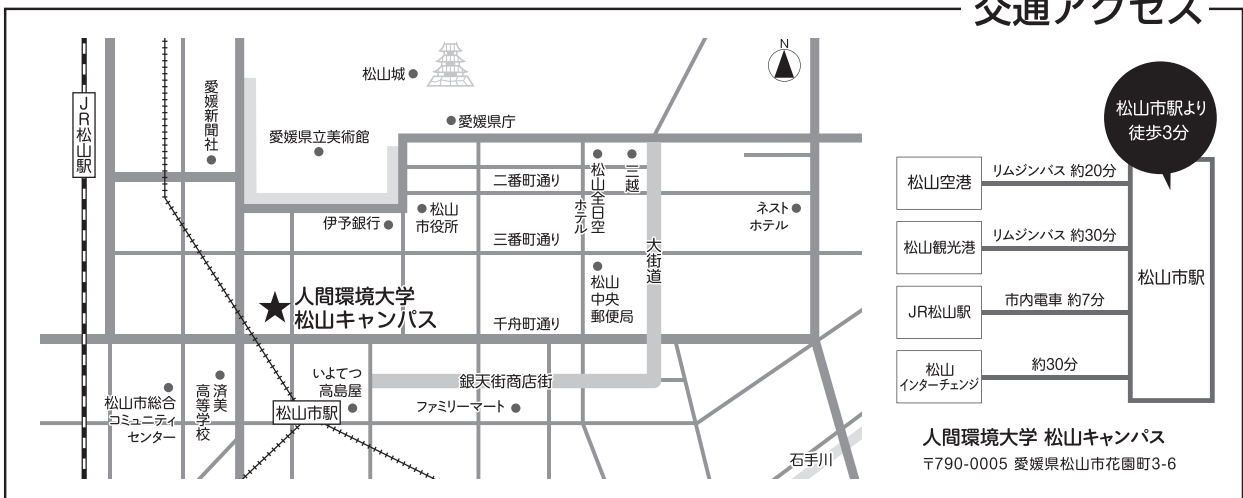 交通アクセス
JR松山駅
愛媛新聞社
松山城
愛媛県庁
愛媛県立美術館
N
二番町通り
松山全日空
ホテル
三越
伊予銀行
松山
市役所
ネスト
ホテル
三番町通り
大街道
松山
中央
郵便局
人間環境大学
松山キャンパス
千舟町通り
いよてつ
高島屋
銀天街商店街
松山市総合
コミュニティ
センター
済美
高等学校
松山市駅
ファミリーマート
石手川
松山市駅より
徒歩3分
松山空港
リムジンバス 約20分
松山観光港
リムジンバス 約30分
JR松山駅
市内電車 約7分
松山
インターチェンジ
約30分
松山市駅
人間環境大学 松山キャンパス
〒790-0005 愛媛県松山市花園町3-6